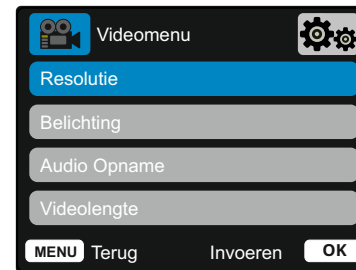 Videomenu
Resolutie
Belichting
Audio Opname
Videolengte
MENU Terug Invoeren OK